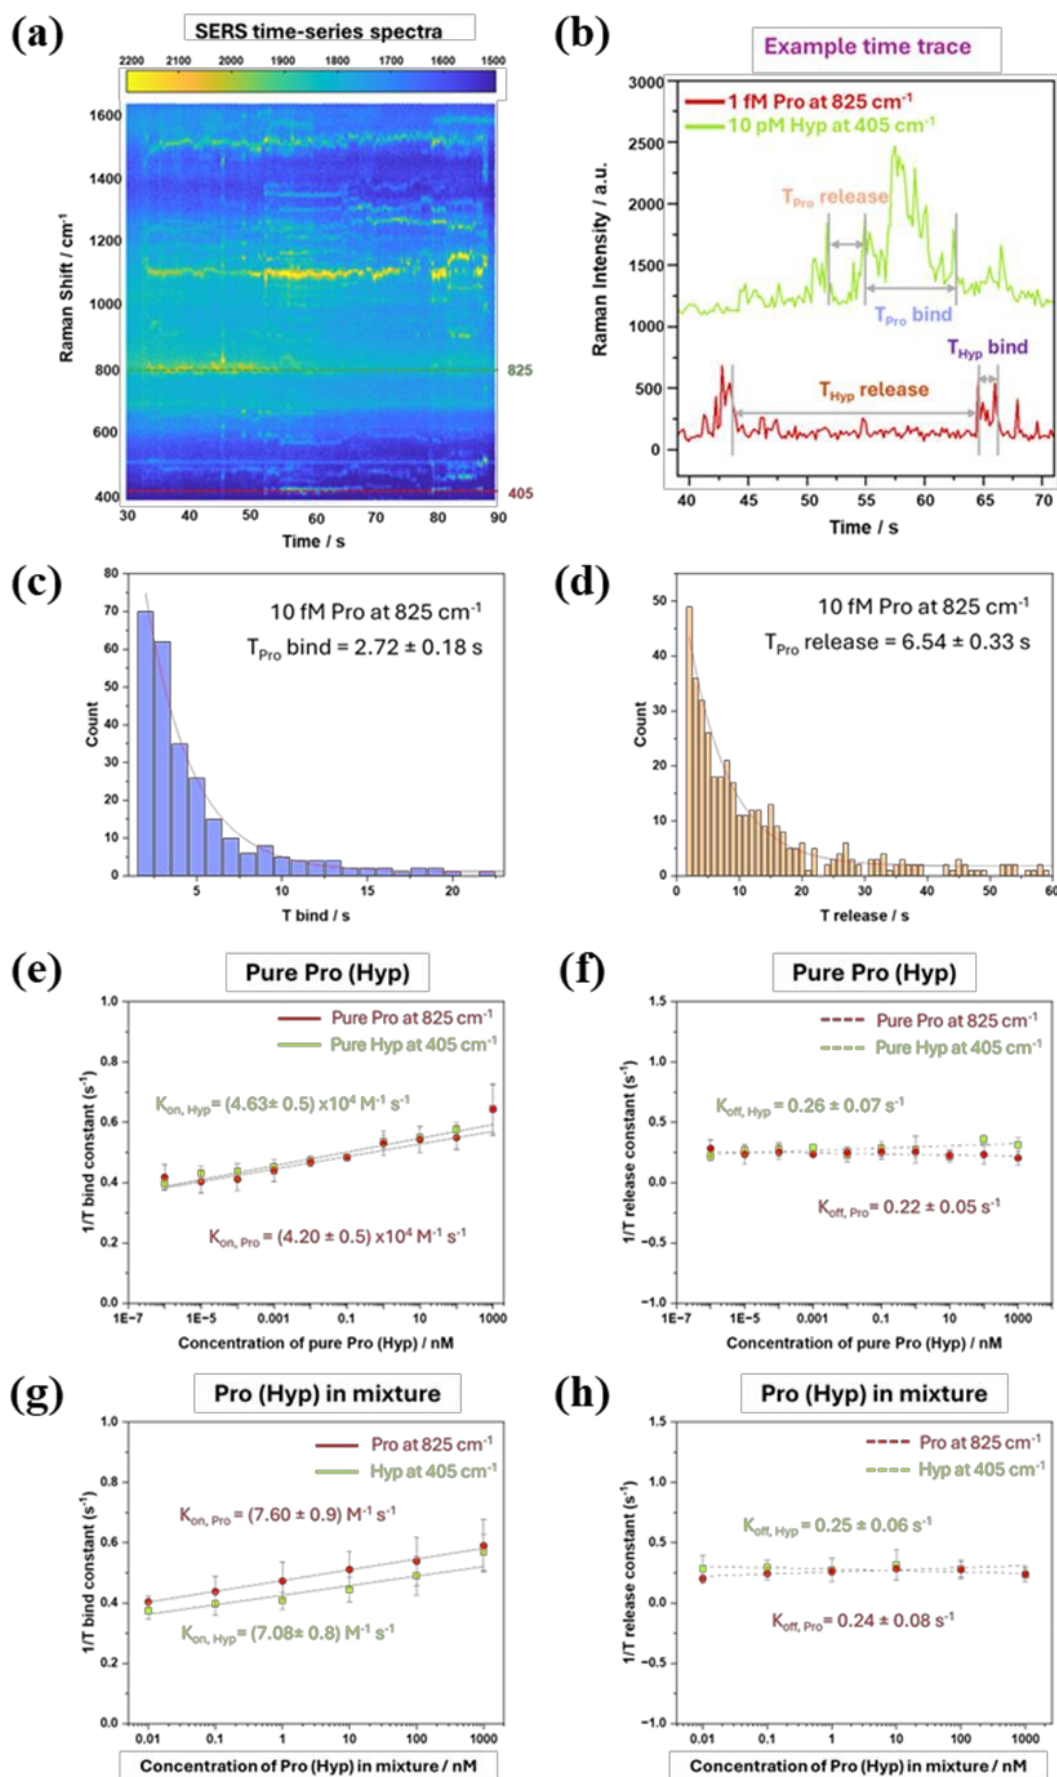 (a)
SERS time-series spectra
2200 2100 2000 1900 1800 1700 1600 1500
1600
1400
1200
1000
800
600
400
Raman Shift / cm⁻¹
825
405
30 40 50 60 70 80 90
Time / s
(b)
Example time trace
3000
2500
2000
1500
1000
500
0
Raman Intensity / a.u.
1 fM Pro at 825 cm⁻¹
10 pM Hyp at 405 cm⁻¹
T_Pro release
T_Pro bind
T_Hyp bind
T_Hyp release
40 45 50 55 60 65 70
Time / s
(c)
80
70
60
50
40
30
20
10
0
Count
10 fM Pro at 825 cm⁻¹
T_Pro bind = 2.72 ± 0.18 s
5 10 15 20
T bind / s
(d)
50
40
30
20
10
0
Count
10 fM Pro at 825 cm⁻¹
T_Pro release = 6.54 ± 0.33 s
0 10 20 30 40 50 60
T release / s
(e)
Pure Pro (Hyp)
1.0
0.8
0.6
0.4
0.2
0.0
1/T bind constant (s⁻¹)
Pure Pro at 825 cm⁻¹
Pure Hyp at 405 cm⁻¹
K_on, Hyp = (4.63± 0.5) x10⁴ M⁻¹ s⁻¹
K_on, Pro = (4.20 ± 0.5) x10⁴ M⁻¹ s⁻¹
1E-7 1E-5 0.001 0.1 10 1000
Concentration of pure Pro (Hyp) / nM
(f)
Pure Pro (Hyp)
1.5
1.0
0.5
0.0
−0.5
−1.0
1/T release constant (s⁻¹)
Pure Pro at 825 cm⁻¹
Pure Hyp at 405 cm⁻¹
K_off, Hyp = 0.26 ± 0.07 s⁻¹
K_off, Pro = 0.22 ± 0.05 s⁻¹
1E-7 1E-5 0.001 0.1 10 1000
Concentration of pure Pro (Hyp) / nM
(g)
Pro (Hyp) in mixture
1.0
0.8
0.6
0.4
0.2
0.0
1/T bind constant (s⁻¹)
Pro at 825 cm⁻¹
Hyp at 405 cm⁻¹
K_on, Pro = (7.60 ± 0.9) M⁻¹ s⁻¹
K_on, Hyp = (7.08± 0.8) M⁻¹ s⁻¹
0.01 0.1 1 10 100 1000
Concentration of Pro (Hyp) in mixture / nM
(h)
Pro (Hyp) in mixture
1.5
1.0
0.5
0.0
−0.5
−1.0
1/T release constant (s⁻¹)
Pro at 825 cm⁻¹
Hyp at 405 cm⁻¹
K_off, Hyp = 0.25 ± 0.06 s⁻¹
K_off, Pro = 0.24 ± 0.08 s⁻¹
0.01 0.1 1 10 100 1000
Concentration of Pro (Hyp) in mixture / nM